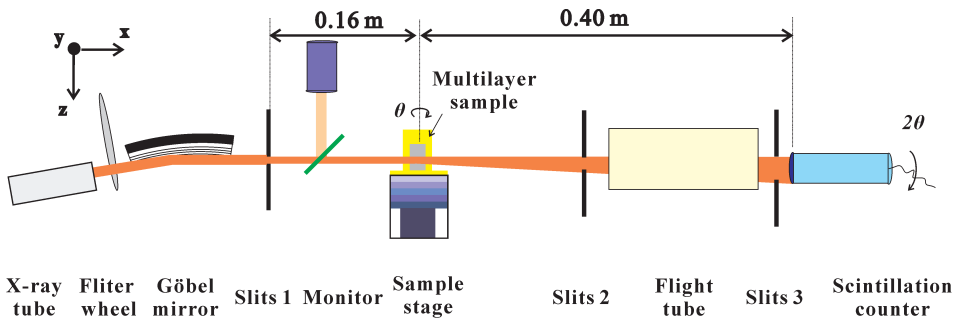 0.16 m
0.40 m
y
x
z
Multilayer
sample
θ
2θ
X-ray
tube
Fliter
wheel
Göbel
mirror
Slits 1
Monitor
Sample
stage
Slits 2
Flight
tube
Slits 3
Scintillation
counter